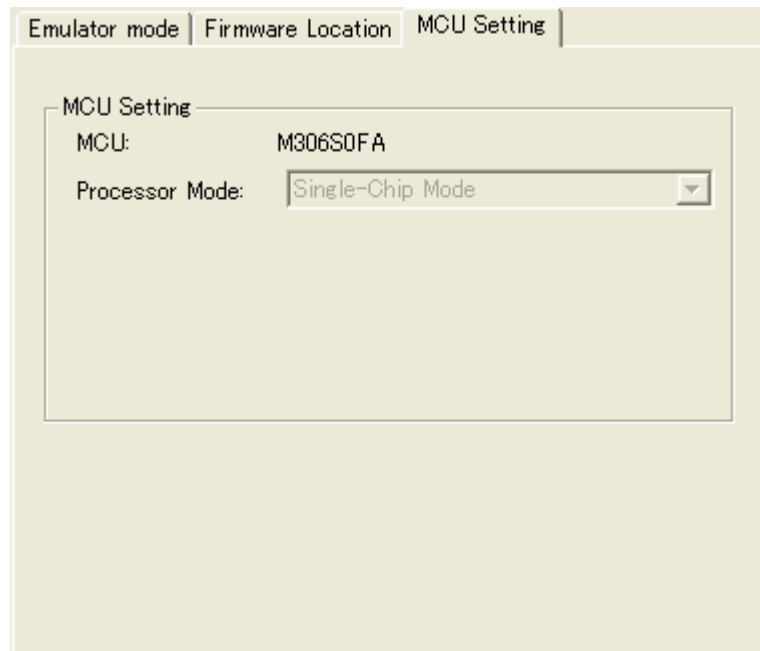 Emulator mode Firmware Location MCU Setting
MCU Setting
MCU: M306S0FA
Processor Mode: Single-Chip Mode